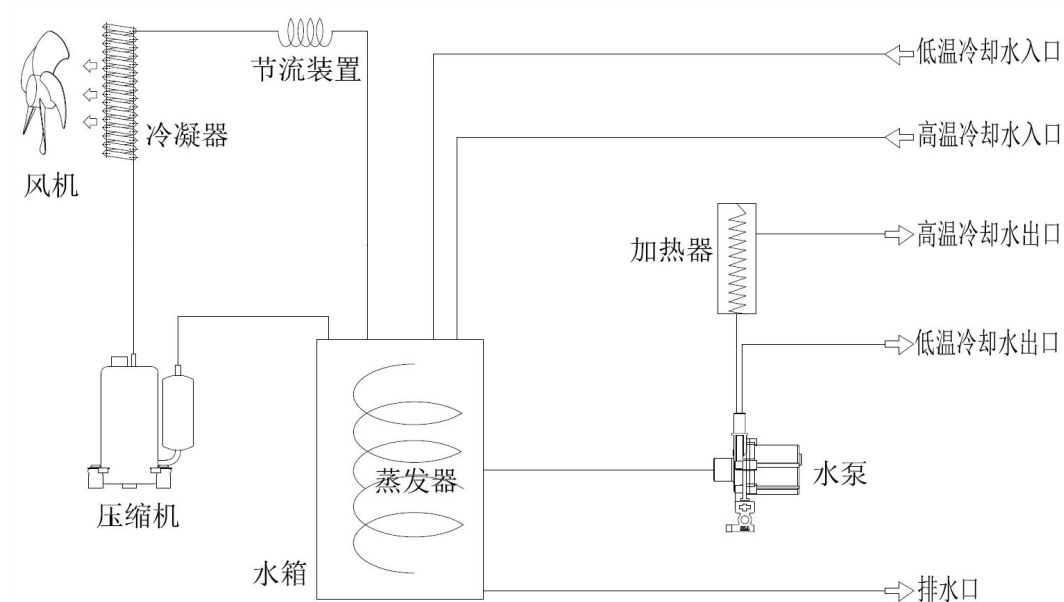 低温冷却水入口
节流装置
冷凝器
高温冷却水入口
风机
加热器
高温冷却水出口
低温冷却水出口
蒸发器
水泵
压缩机
水箱
排水口